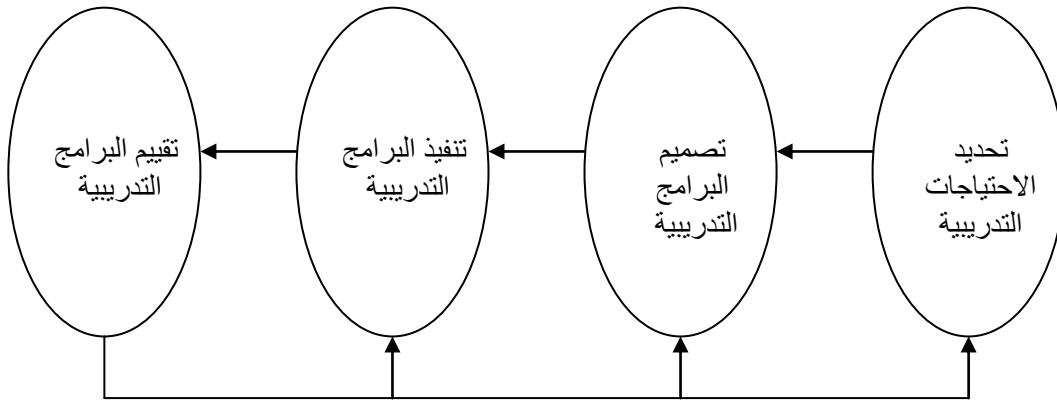 تحديد
الاحتياجات
التدريبية
تصميم
البرامج
التدريبية
تنفيذ البرامج
التدريبية
تقييم البرامج
التدريبية